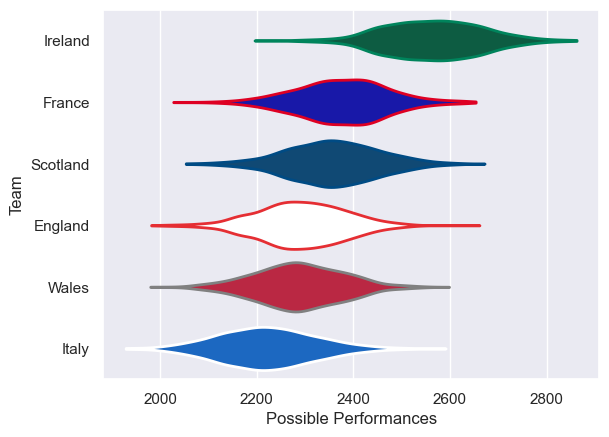 Ireland
France
Scotland
England
Wales
Italy
Team
2000 2200 2400 2600 2800
Possible Performances